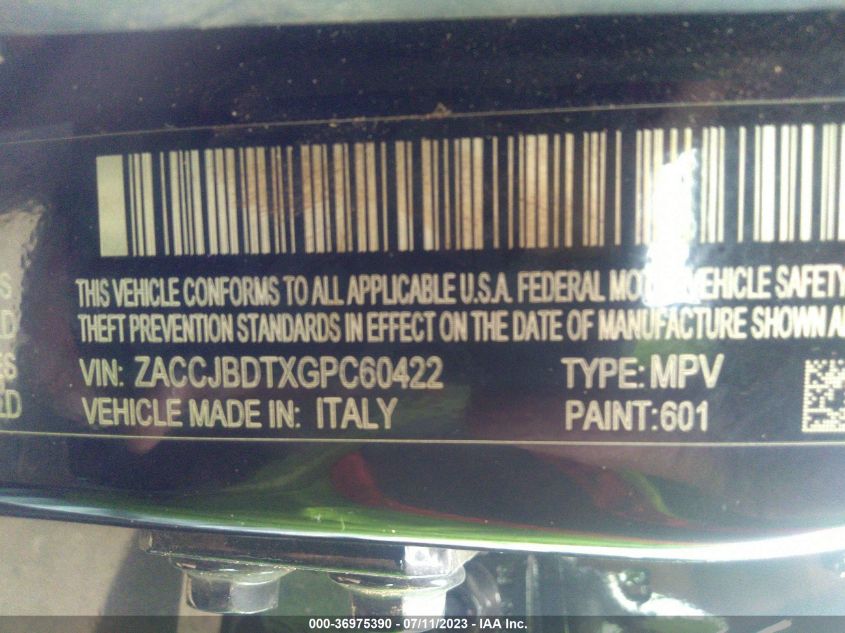 THIS VEHICLE CONFORMS TO ALL APPLICABLE U.S.A. FEDERAL MOTOR VEHICLE SAFETY
THEFT PREVENTION STANDARDS IN EFFECT ON THE DATE OF MANUFACTURE SHOWN
VIN: ZACCJBDTXGPC60422 TYPE: MPV
VEHICLE MADE IN: ITALY PAINT:601
000-36975390 - 07/11/2023 - IAA Inc.